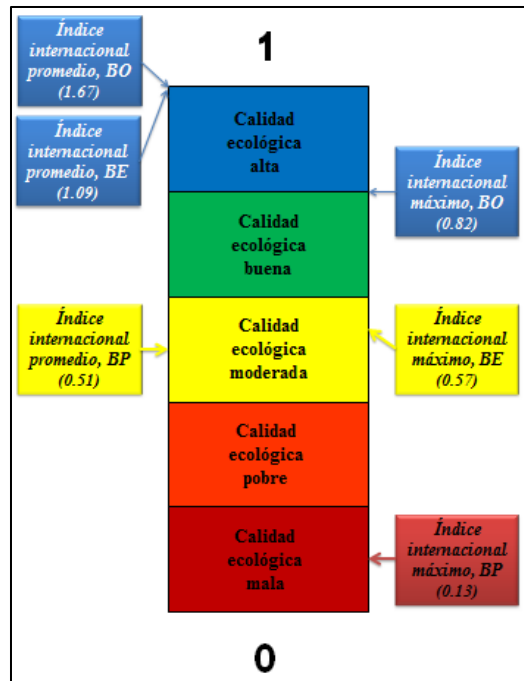 1
Índice
internacional
promedio, BO
(1.67)
Índice
internacional
promedio, BE
(1.09)
Calidad
ecológica
alta
Índice
internacional
máximo, BO
(0.82)
Calidad
ecológica
buena
Índice
internacional
promedio, BP
(0.51)
Calidad
ecológica
moderada
Índice
internacional
máximo, BE
(0.57)
Calidad
ecológica
pobre
Calidad
ecológica
mala
Índice
internacional
máximo, BP
(0.13)
0